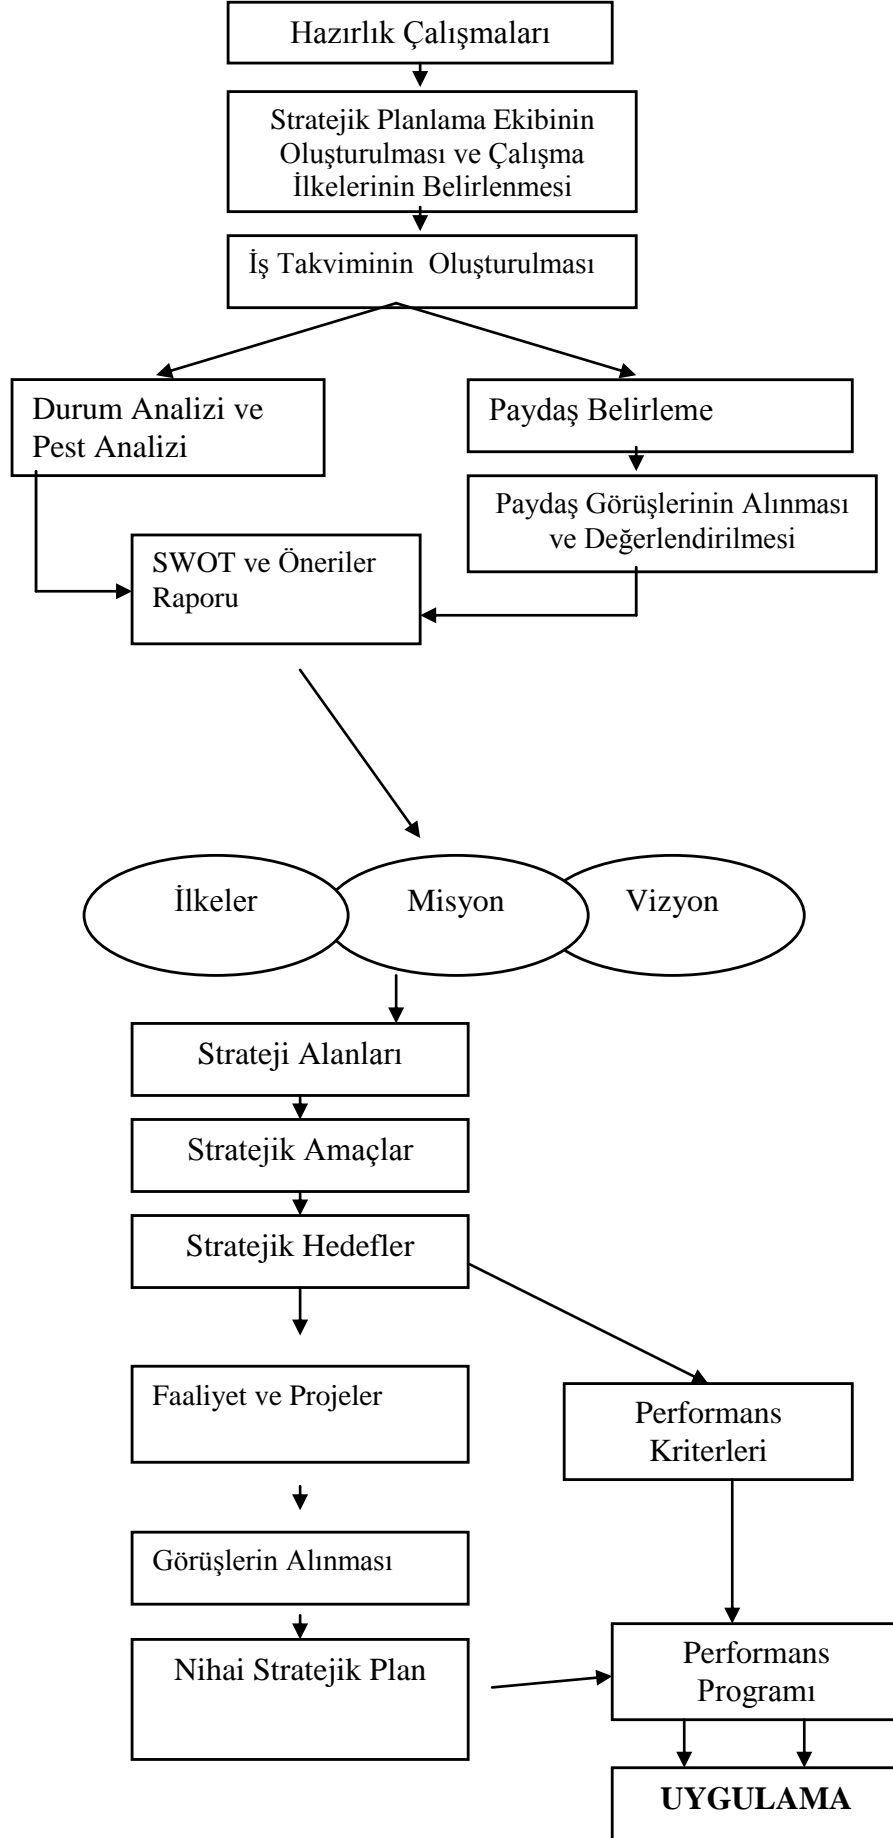 Hazırlık Çalışmaları
Stratejik Planlama Ekibinin
Oluşturulması ve Çalışma
İlkelerinin Belirlenmesi
İş Takviminin  Oluşturulması
Durum Analizi ve
Pest Analizi
Paydaş Belirleme
Paydaş Görüşlerinin Alınması
ve Değerlendirilmesi
SWOT ve Öneriler
Raporu
İlkeler
Misyon
Vizyon
Strateji Alanları
Stratejik Amaçlar
Stratejik Hedefler
Faaliyet ve Projeler
Performans
Kriterleri
Görüşlerin Alınması
Nihai Stratejik Plan
Performans
Programı
UYGULAMA